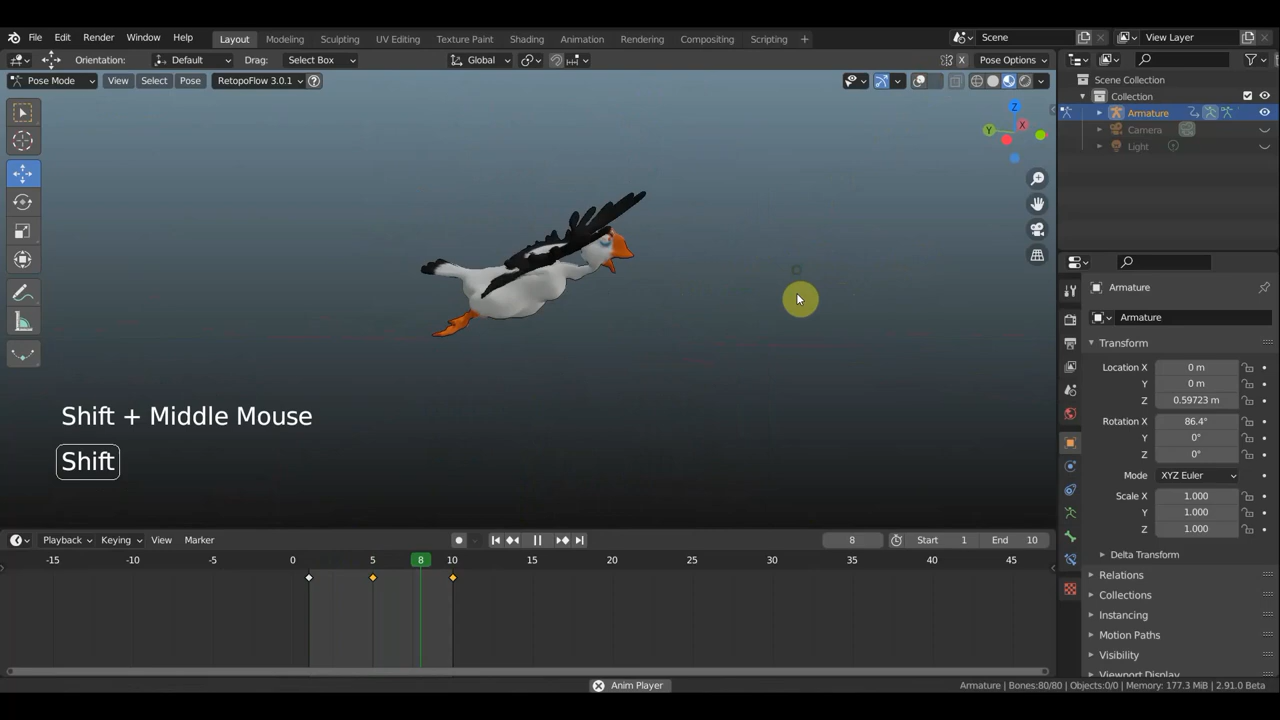 File Edit Render Window Help Layout Modeling Sculpting UV Editing Texture Paint Shading Animation Rendering Compositing Scripting + Scene View Layer
Orientation: Default Drag: Select Box Global X Pose Options
Pose Mode View Select Pose RetopoFlow 3.0.1 ?
Scene Collection
Collection
Armature
Camera
Light
Z
X
Y
Armature
Armature
Transform
Location X 0 m
Y 0 m
Z 0.59723 m
Rotation X 86.4°
Y 0°
Z 0°
Mode XYZ Euler
Scale X 1.000
Y 1.000
Z 1.000
Delta Transform
Relations
Collections
Instancing
Motion Paths
Visibility
Viewport Display
Shift + Middle Mouse
Shift
Playback Keying View Marker 8 Start 1 End 10
-15 -10 -5 0 5 8 10 15 20 25 30 35 40 45
Anim Player
Armature | Bones:80/80 | Objects:0/0 | Memory: 177.3 MiB | 2.91.0 Beta